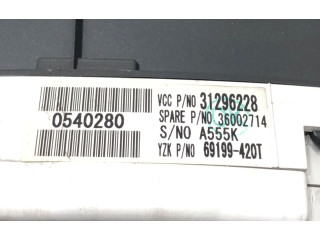 VCC P/NO 31296228
0540280
SPARE P/NO 36002714
S/NO A555K
YZK P/NO 69199-420T